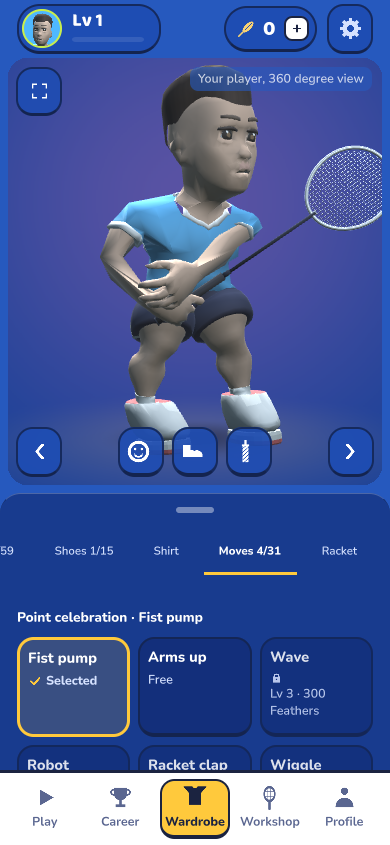 Lv 1
0
+
Your player, 360 degree view
59
Shoes 1/15
Shirt
Moves 4/31
Racket
Point celebration · Fist pump
Fist pump
Selected
Arms up
Free
Wave
Lv 3 · 300
Feathers
Robot
Racket clap
Wiggle
Play
Career
Wardrobe
Workshop
Profile